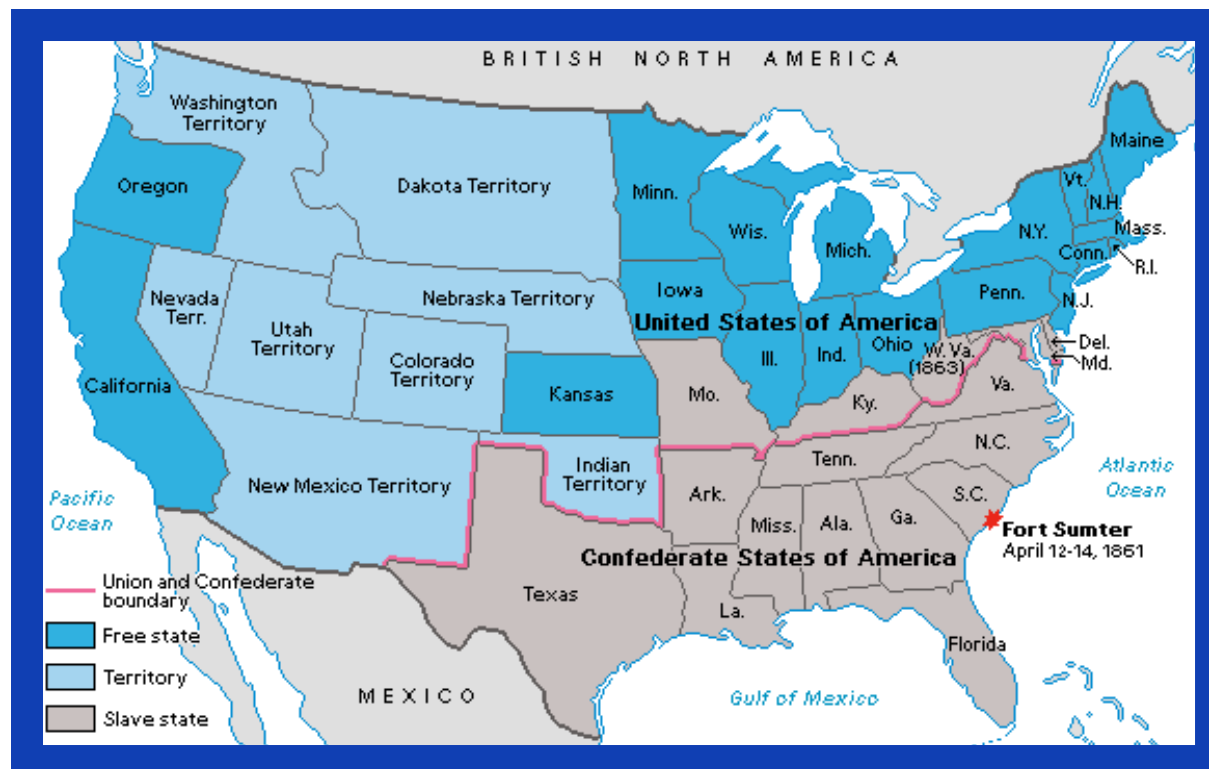 BRITISH NORTH AMERICA
Washington
Territory
Oregon
Dakota Territory
Minn.
Wis.
Mich.
Maine
Vt.
N.H.
N.Y.
Mass.
Conn.
R.I.
Nevada
Terr.
Utah
Territory
Nebraska Territory
Colorado
Territory
Iowa
Penn.
N.J.
United States of America
Ill.
Ind.
Ohio
W. Va.
(1863)
Del.
Md.
California
Kansas
Mo.
Ky.
Va.
New Mexico Territory
Indian
Territory
Tenn.
N.C.
Ark.
Miss.
Ala.
Ga.
S.C.
Pacific
Ocean
Atlantic
Ocean
Fort Sumter
April 12-14, 1861
Confederate States of America
Texas
La.
Florida
MEXICO
Gulf of Mexico
Union and Confederate
boundary
Free state
Territory
Slave state